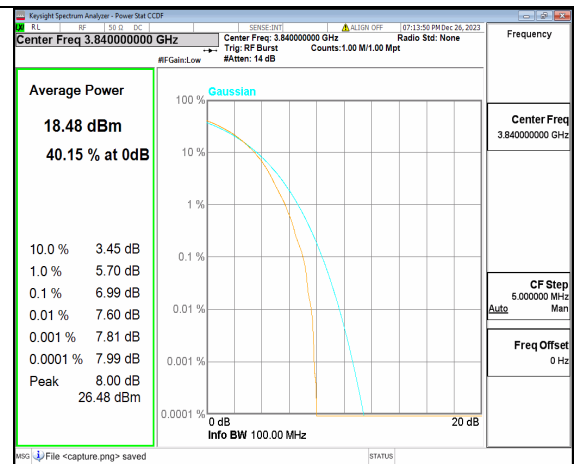 Keysight Spectrum Analyzer - Power Stat CCDF
RL RF 50 Ω DC SENSE:INT ALIGN OFF 07:13:50 PM Dec 26, 2023
Center Freq 3.840000000 GHz
Center Freq: 3.840000000 GHz Radio Std: None
Trig: RF Burst Counts:1.00 M/1.00 Mpt
#IFGain:Low #Atten: 14 dB
Frequency
Average Power
18.48 dBm
40.15 % at 0dB
10.0 % 3.45 dB
1.0 % 5.70 dB
0.1 % 6.99 dB
0.01 % 7.60 dB
0.001 % 7.81 dB
0.0001 % 7.99 dB
Peak 8.00 dB
26.48 dBm
Gaussian
100 %
10 %
1 %
0.1 %
0.01 %
0.001 %
0.0001 %
0 dB 20 dB
Info BW 100.00 MHz
Center Freq
3.840000000 GHz
CF Step
5.000000 MHz
Auto Man
Freq Offset
0 Hz
MSG File <capture.png> saved STATUS